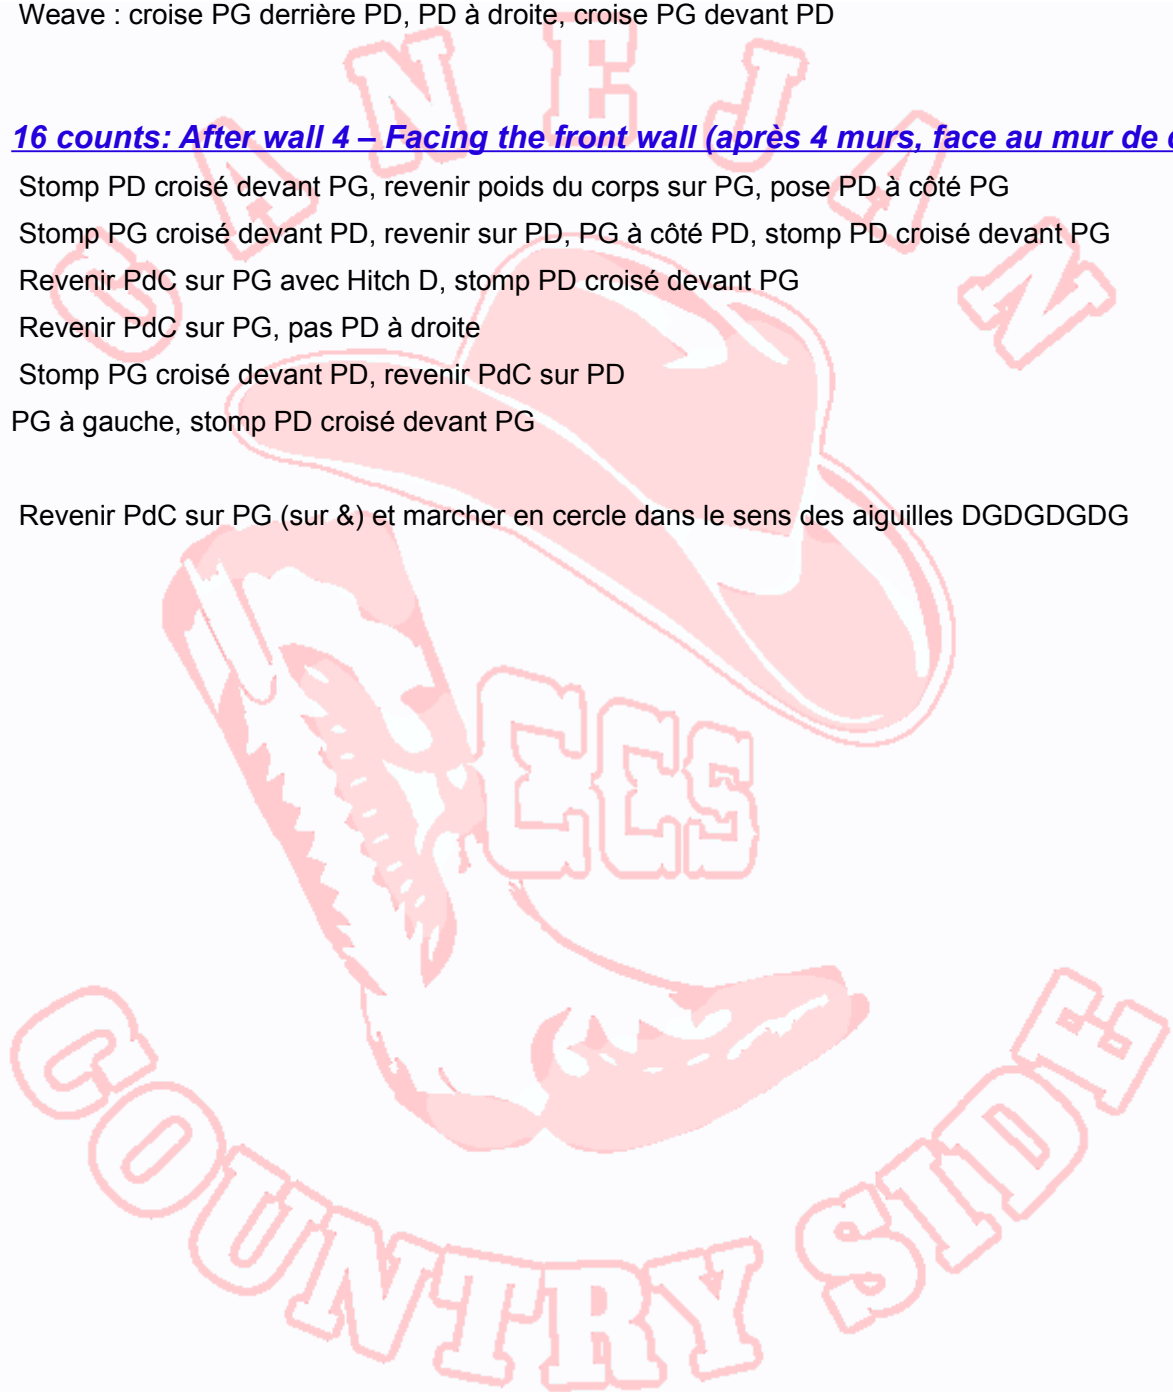 Weave : croise PG derrière PD, PD à droite, croise PG devant PD
16 counts: After wall 4 – Facing the front wall (après 4 murs, face au mur de
Stomp PD croisé devant PG, revenir poids du corps sur PG, pose PD à côté PG
Stomp PG croisé devant PD, revenir sur PD, PG à côté PD, stomp PD croisé devant PG
Revenir PdC sur PG avec Hitch D, stomp PD croisé devant PG
Revenir PdC sur PG, pas PD à droite
Stomp PG croisé devant PD, revenir PdC sur PD
PG à gauche, stomp PD croisé devant PG
Revenir PdC sur PG (sur &) et marcher en cercle dans le sens des aiguilles DGDGDGDG
CANEJAN
CCS
COUNTRY SIDE